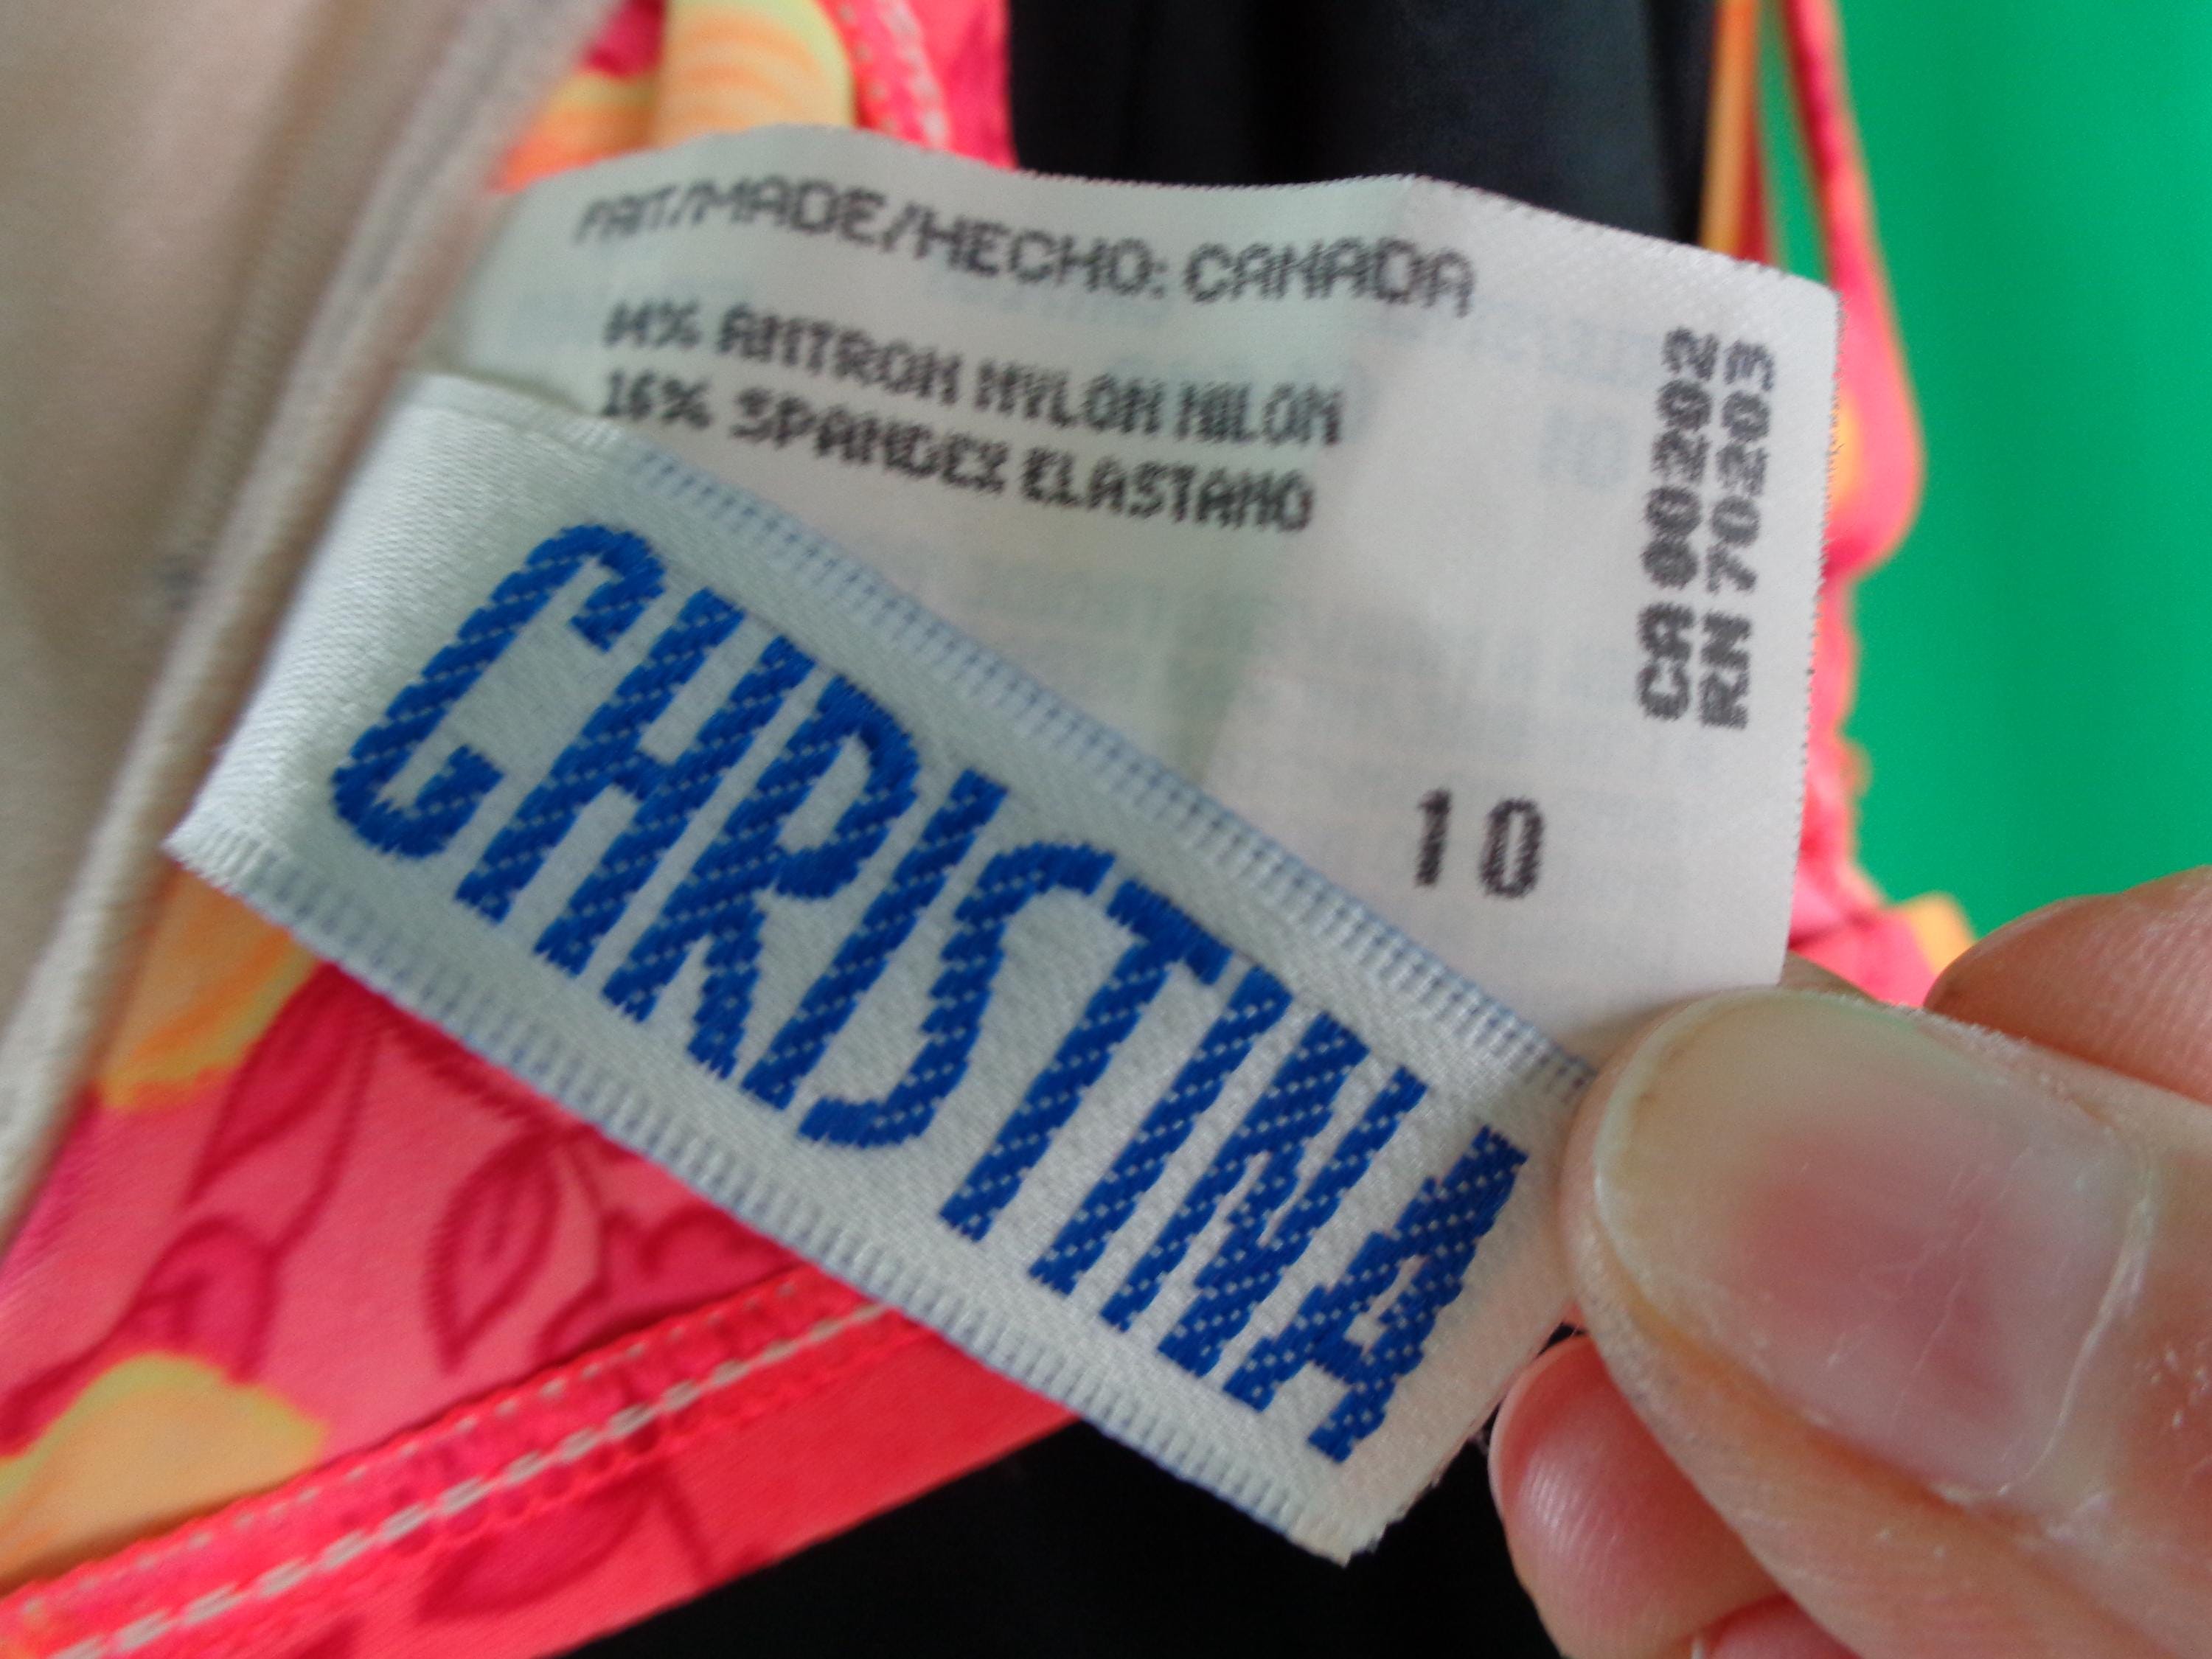 FAIT/MADE/HECHO: CANADA
84% ANTRON NYLON NILON
16% SPANDEX ELASTANO
CA 00202
RN 70203
10
CHRISTINA